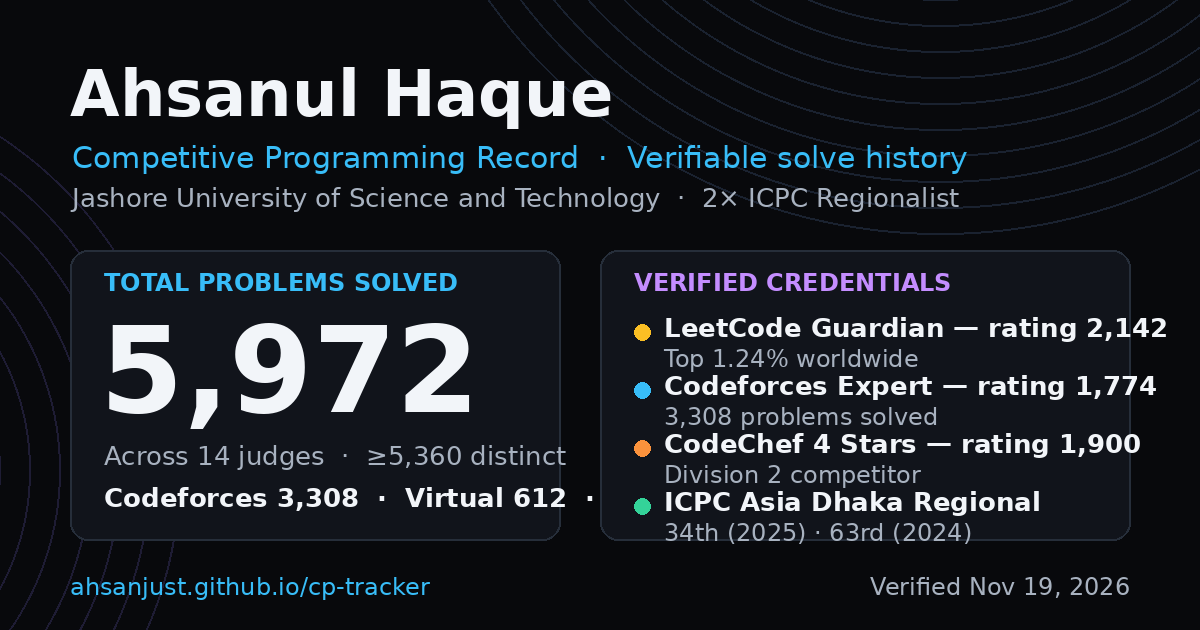 Ahsanul Haque
Competitive Programming Record · Verifiable solve history
Jashore University of Science and Technology · 2× ICPC Regionalist
TOTAL PROBLEMS SOLVED
5,972
Across 14 judges · ≥5,360 distinct
Codeforces 3,308 · Virtual 612 ·
VERIFIED CREDENTIALS
LeetCode Guardian — rating 2,142
Top 1.24% worldwide
Codeforces Expert — rating 1,774
3,308 problems solved
CodeChef 4 Stars — rating 1,900
Division 2 competitor
ICPC Asia Dhaka Regional
34th (2025) · 63rd (2024)
ahsanjust.github.io/cp-tracker
Verified Nov 19, 2026